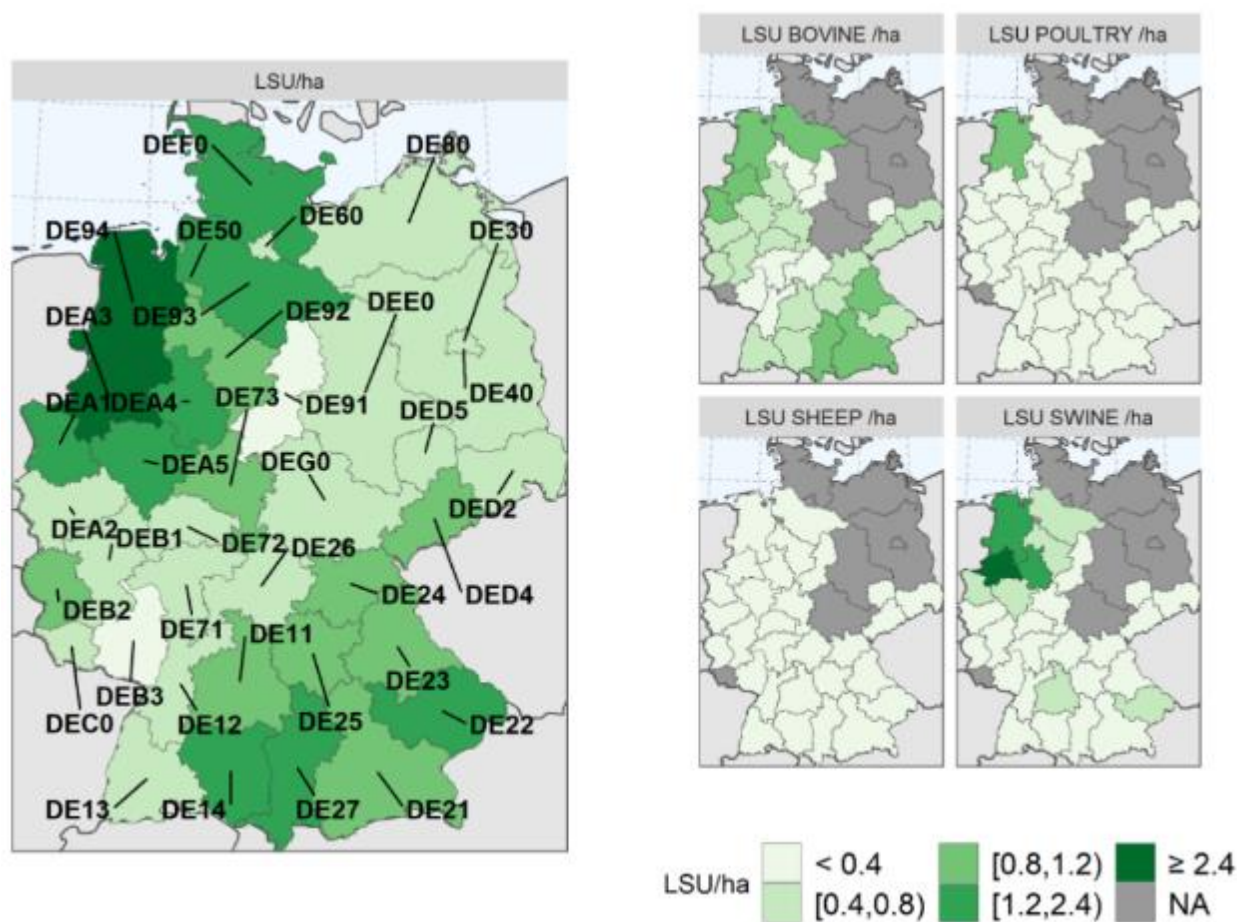 LSU/ha
DEF0
DE80
DE60
DE94
DE50
DE30
DEE0
DEA3
DE93
DE92
DE73
DEA1
DEA4
DE91
DED5
DE40
DEA5
DEG0
DED2
DEA2
DEB1
DE72
DE26
DEB2
DE24
DED4
DE71
DE11
DE23
DEB3
DEC0
DE12
DE25
DE22
DE13
DE14
DE27
DE21
LSU BOVINE /ha
LSU POULTRY /ha
LSU SHEEP /ha
LSU SWINE /ha
LSU/ha
< 0.4
[0.8,1.2)
≥ 2.4
[0.4,0.8)
[1.2,2.4)
NA